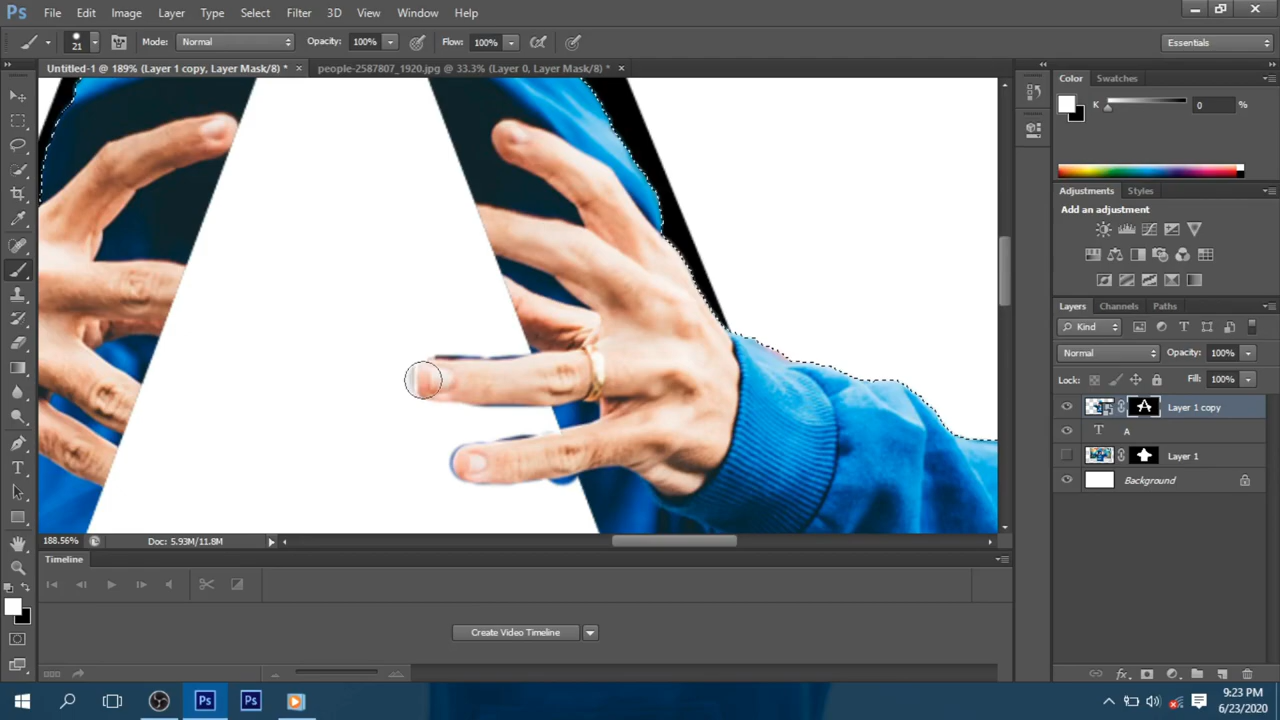 Ps File Edit Image Layer Type Select Filter 3D View Window Help
21 Mode: Normal Opacity: 100% Flow: 100% Essentials
Untitled-1 @ 189% (Layer 1 copy, Layer Mask/8) * × people-2587807_1920.jpg @ 33.3% (Layer 0, Layer Mask/8) * ×
Color Swatches
K 0 %
Adjustments Styles
Add an adjustment
Layers Channels Paths
Kind
Normal Opacity: 100%
Lock: Fill: 100%
Layer 1 copy
T A
Layer 1
Background
188.56% Doc: 5.93M/11.8M
Timeline
Create Video Timeline
Ps Ps
9:23 PM
6/23/2020